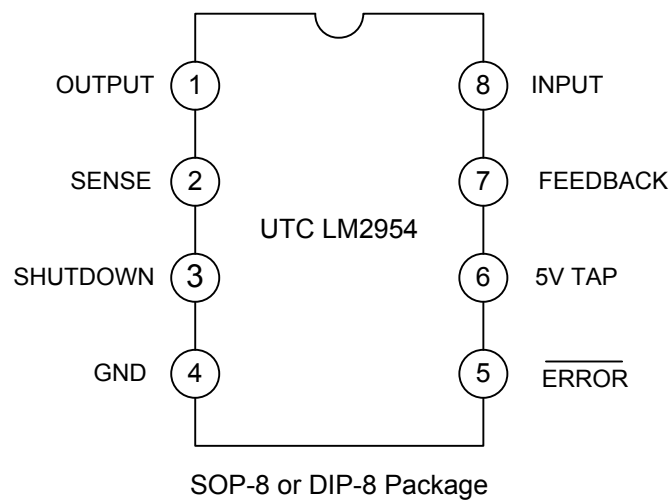 OUTPUT 1 8 INPUT
SENSE 2 7 FEEDBACK
UTC LM2954
SHUTDOWN 3 6 5V TAP
GND 4 5 ERROR
SOP-8 or DIP-8 Package